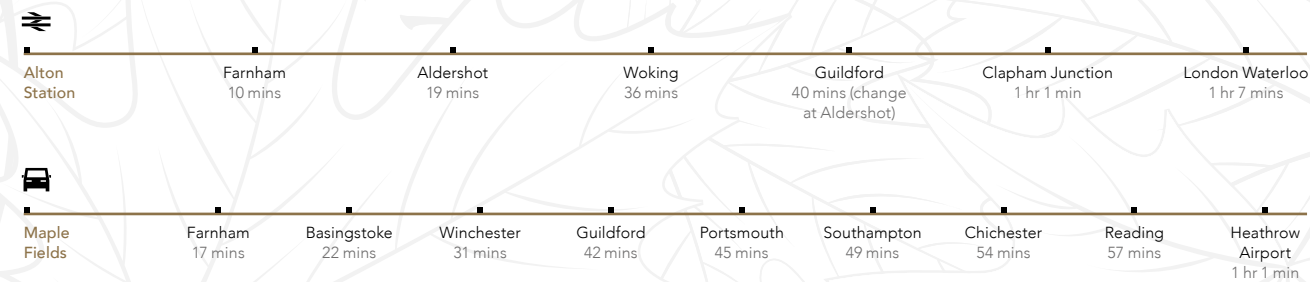 Alton Station
Farnham
10 mins
Aldershot
19 mins
Woking
36 mins
Guildford
40 mins (change
at Aldershot)
Clapham Junction
1 hr 1 min
London Waterloo
1 hr 7 mins
Maple Fields
Farnham
17 mins
Basingstoke
22 mins
Winchester
31 mins
Guildford
42 mins
Portsmouth
45 mins
Southampton
49 mins
Chichester
54 mins
Reading
57 mins
Heathrow
Airport
1 hr 1 min